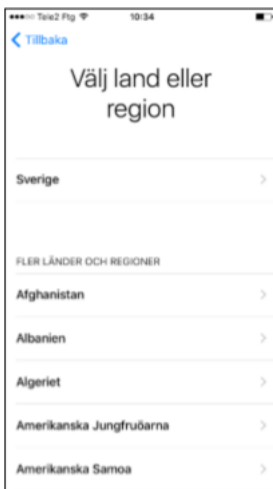 Tele2 Ftg 10:34
Tillbaka
Välj land eller
region
Sverige
FLER LÄNDER OCH REGIONER
Afghanistan
Albanien
Algeriet
Amerikanska Jungfruöarna
Amerikanska Samoa